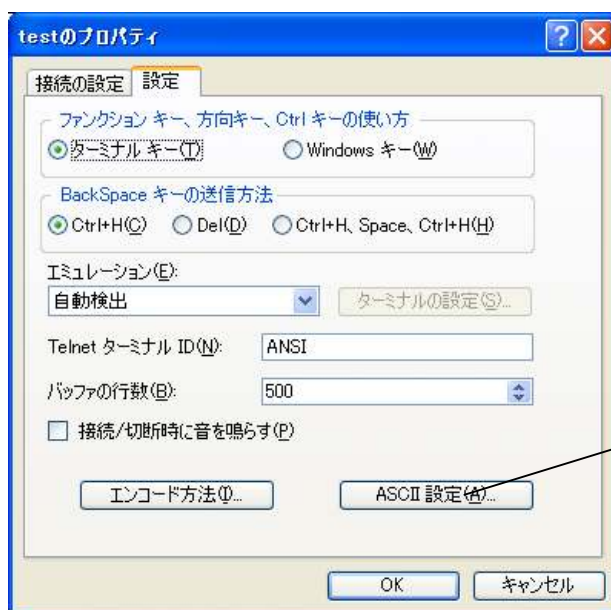 testのプロパティ
接続の設定 設定
ファンクション キー、方向キー、Ctrl キーの使い方
ターミナル キー(T) Windows キー(W)
BackSpace キーの送信方法
Ctrl+H(C) Del(D) Ctrl+H、Space、Ctrl+H(H)
エミュレーション(E):
自動検出 ターミナルの設定(S)...
Telnet ターミナル ID(N): ANSI
バッファの行数(B): 500
接続/切断時に音を鳴らす(P)
エンコード方法(I)... ASCII 設定(A)...
OK キャンセル